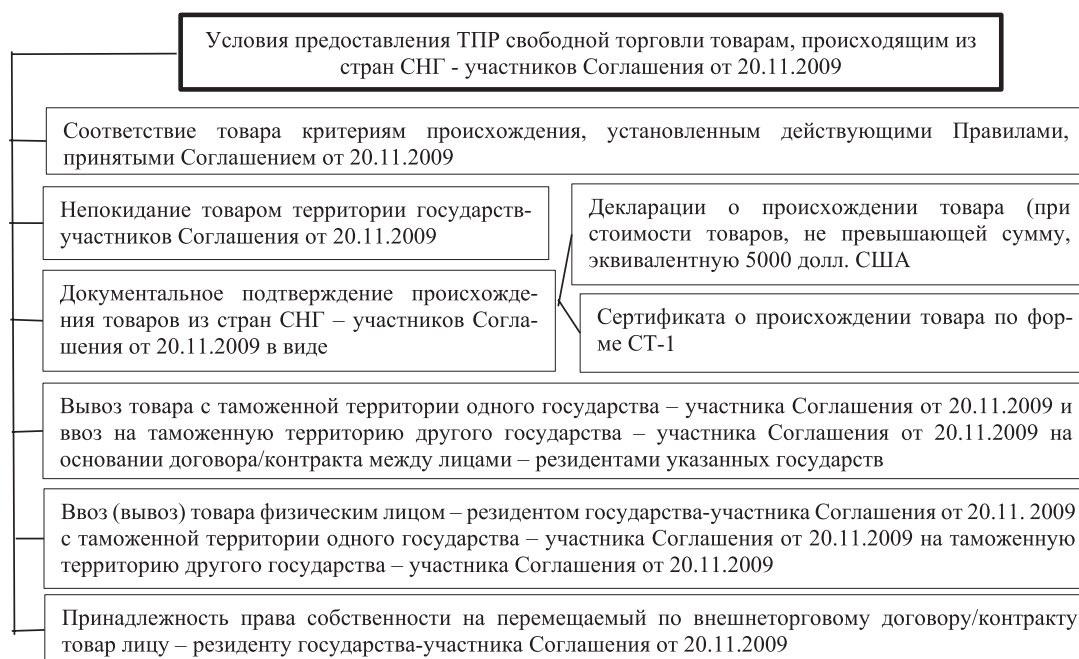 Условия предоставления ТПР свободной торговли товарам, происходящим из
стран СНГ - участников Соглашения от 20.11.2009
Соответствие товара критериям происхождения, установленным действующими Правилами,
принятыми Соглашением от 20.11.2009
Непокидание товаром территории государств-
участников Соглашения от 20.11.2009
Декларации о происхождении товара (при
стоимости товаров, не превышающей сумму,
эквивалентную 5000 долл. США
Документальное подтверждение происхожде-
ния товаров из стран СНГ – участников Согла-
шения от 20.11.2009 в виде
Сертификата о происхождении товара по фор-
ме СТ-1
Вывоз товара с таможенной территории одного государства – участника Соглашения от 20.11.2009 и
ввоз на таможенную территорию другого государства – участника Соглашения от 20.11.2009 на
основании договора/контракта между лицами – резидентами указанных государств
Ввоз (вывоз) товара физическим лицом – резидентом государства-участника Соглашения от 20.11. 2009
с таможенной территории одного государства – участника Соглашения от 20.11.2009 на таможенную
территорию другого государства – участника Соглашения от 20.11.2009
Принадлежность права собственности на перемещаемый по внешнеторговому договору/контракту
товар лицу – резиденту государства-участника Соглашения от 20.11.2009